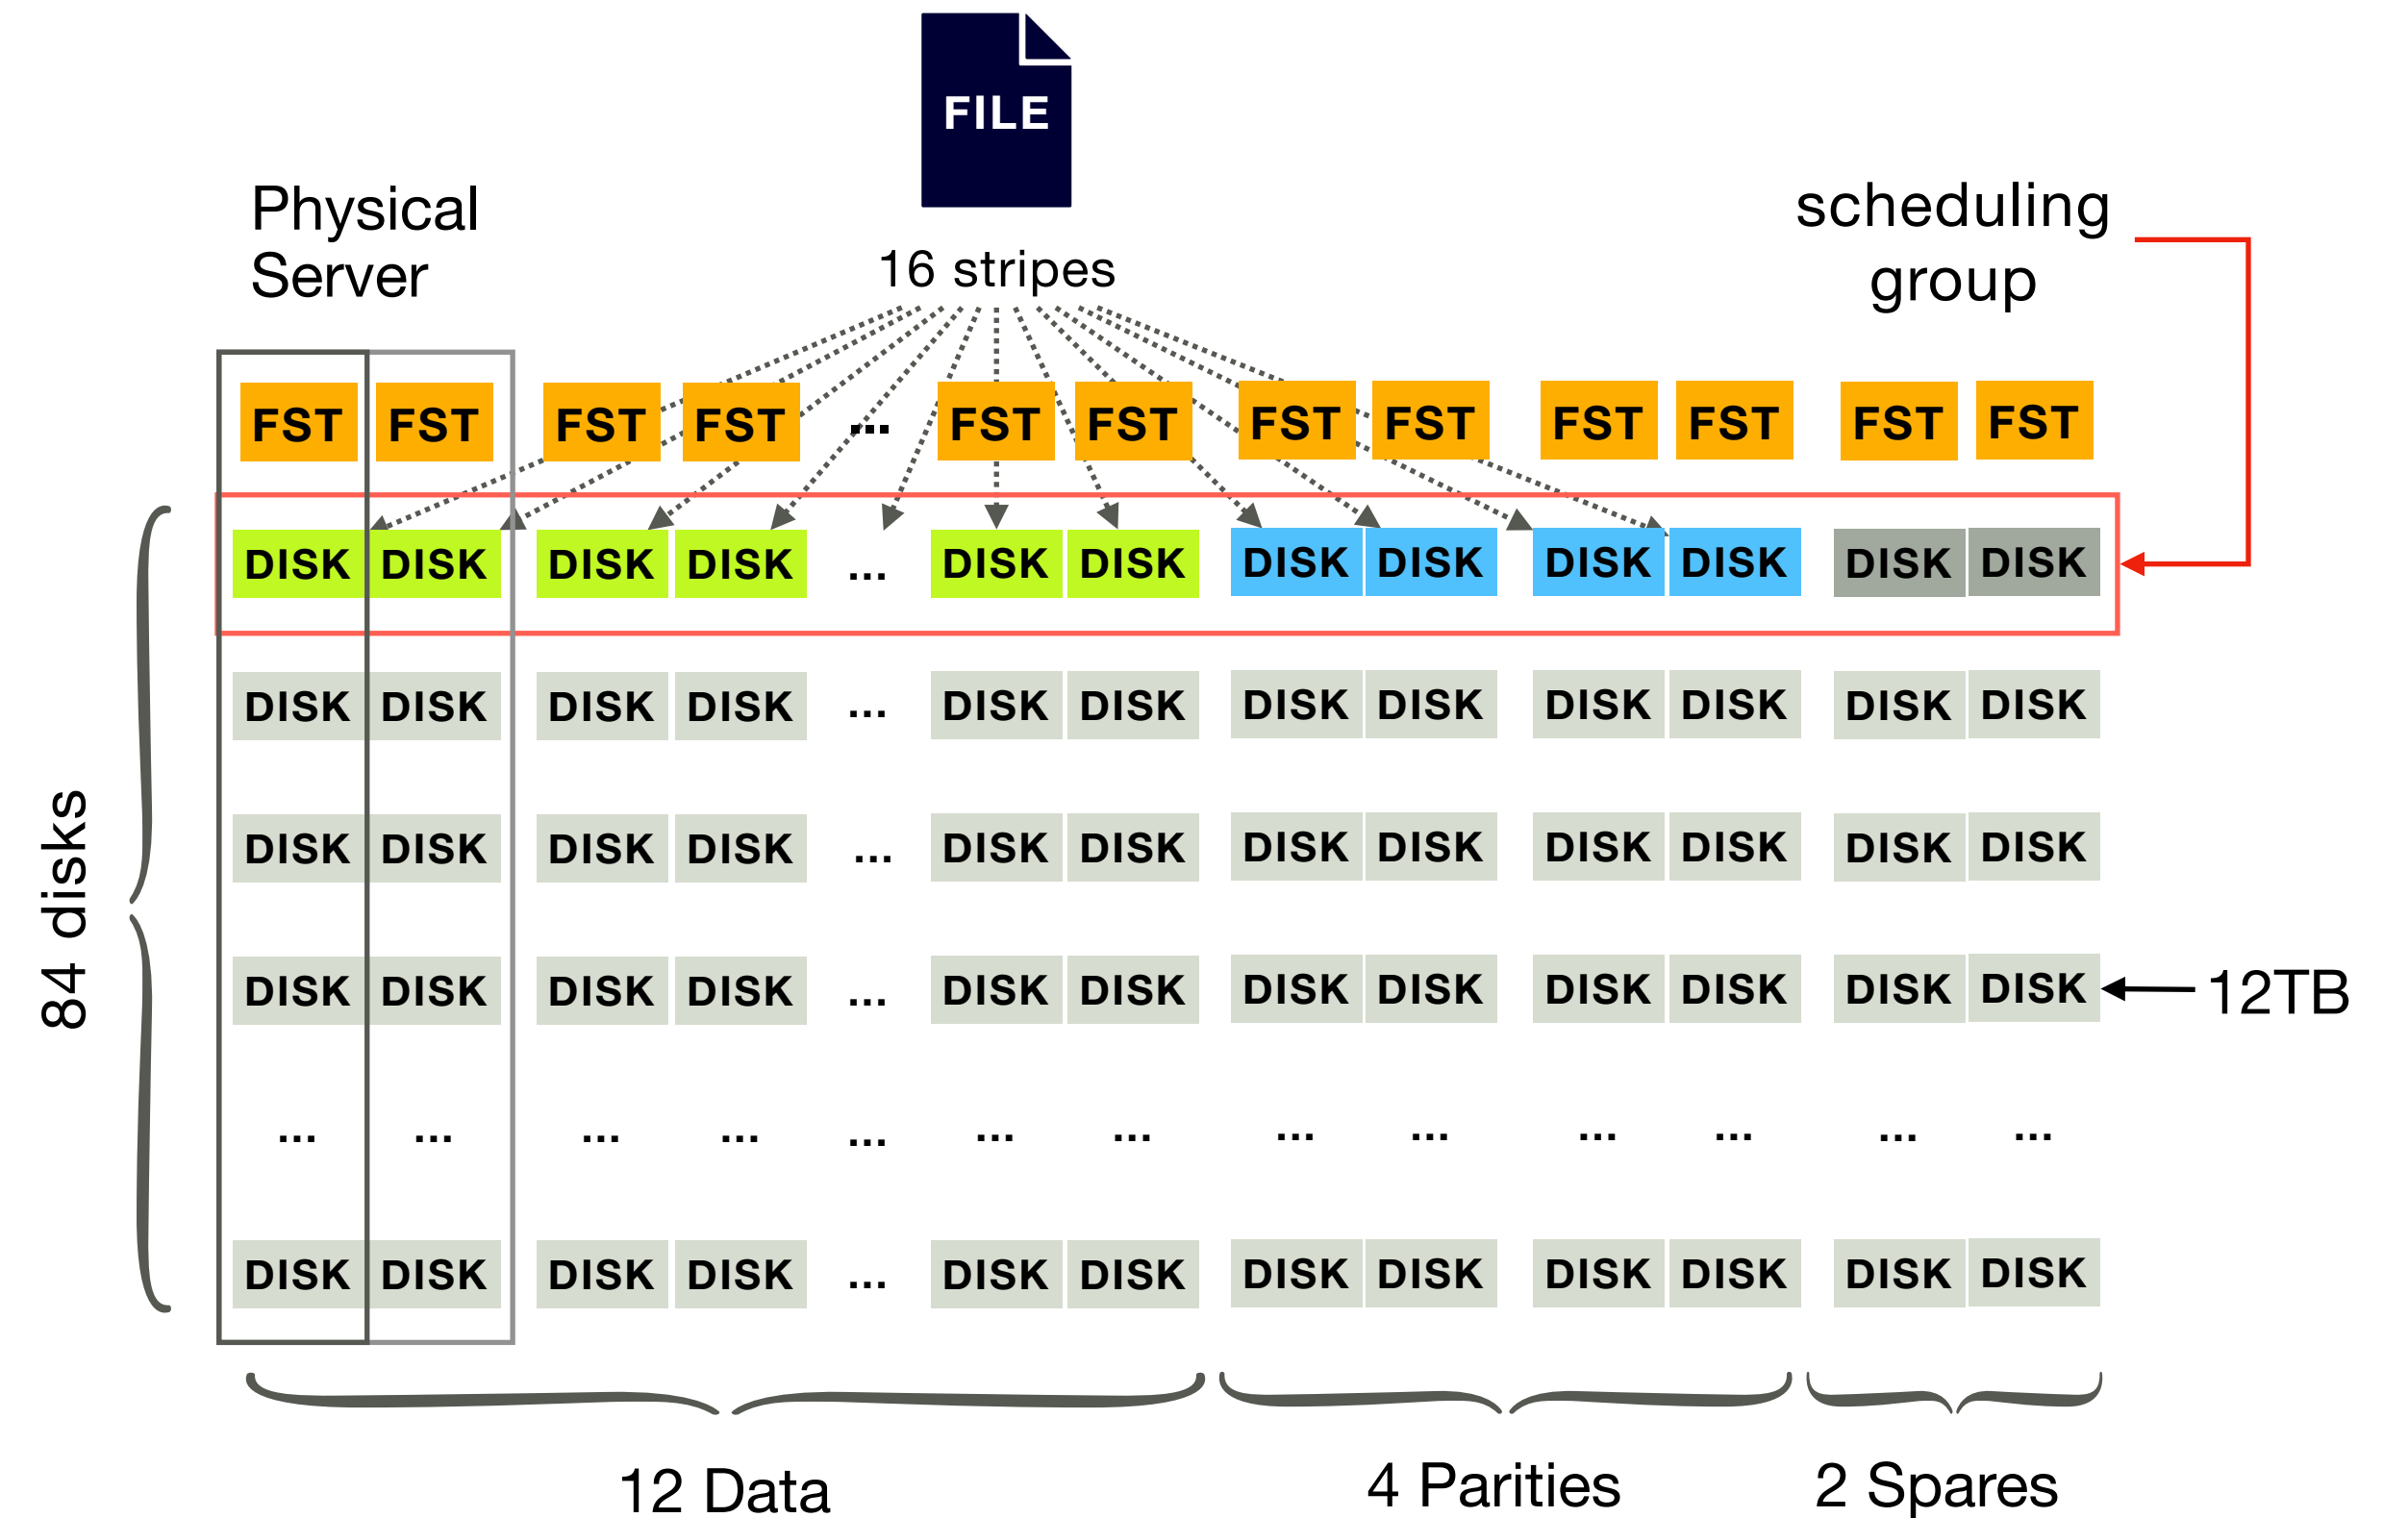 FILE
Physical
Server
16 stripes
scheduling
group
FST FST FST FST ... FST FST FST FST FST FST FST FST
DISK DISK DISK DISK ... DISK DISK DISK DISK DISK DISK DISK DISK
DISK DISK DISK DISK ... DISK DISK DISK DISK DISK DISK DISK DISK
DISK DISK DISK DISK ... DISK DISK DISK DISK DISK DISK DISK DISK
84 disks
DISK DISK DISK DISK ... DISK DISK DISK DISK DISK DISK DISK DISK
12TB
... ... ... ... ... ... ... ... ... ... ... ... ...
DISK DISK DISK DISK ... DISK DISK DISK DISK DISK DISK DISK DISK
12 Data
4 Parities
2 Spares